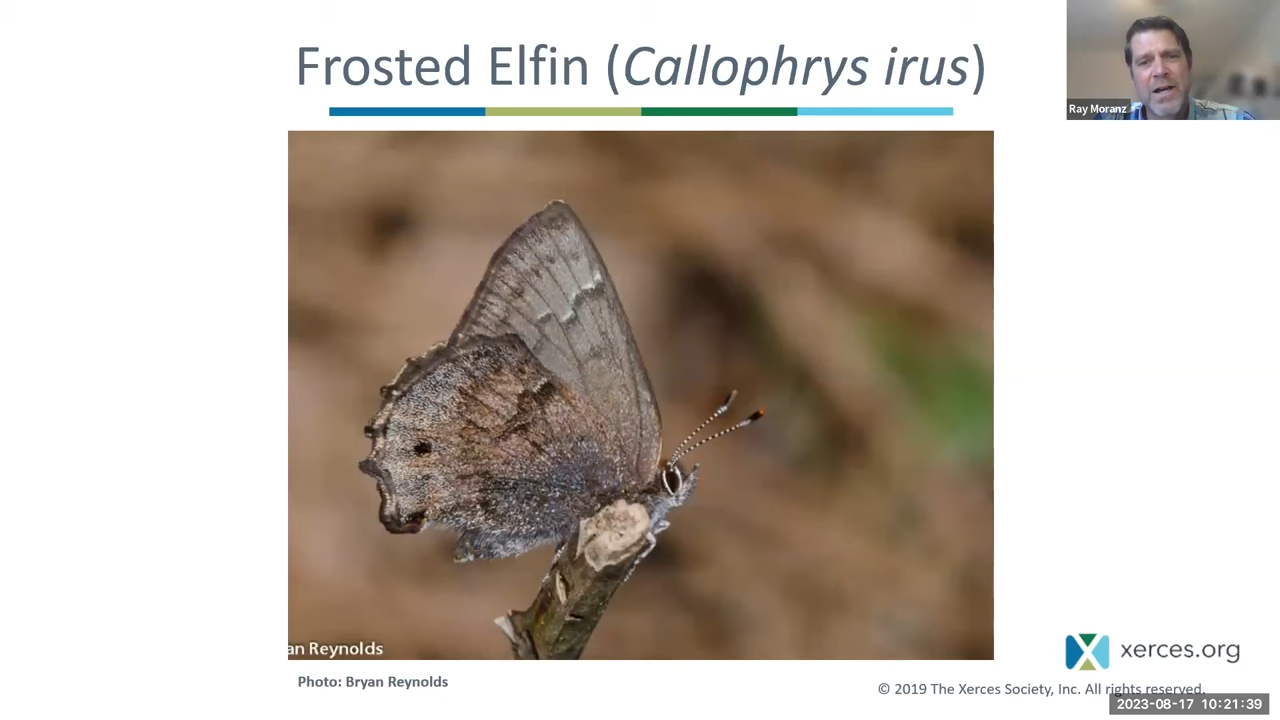 Frosted Elfin (Callophrys irus)
Ray Moranz
an Reynolds
Photo: Bryan Reynolds
xerces.org
© 2019 The Xerces Society, Inc. All rights reserved.
2023-08-17 10:21:39